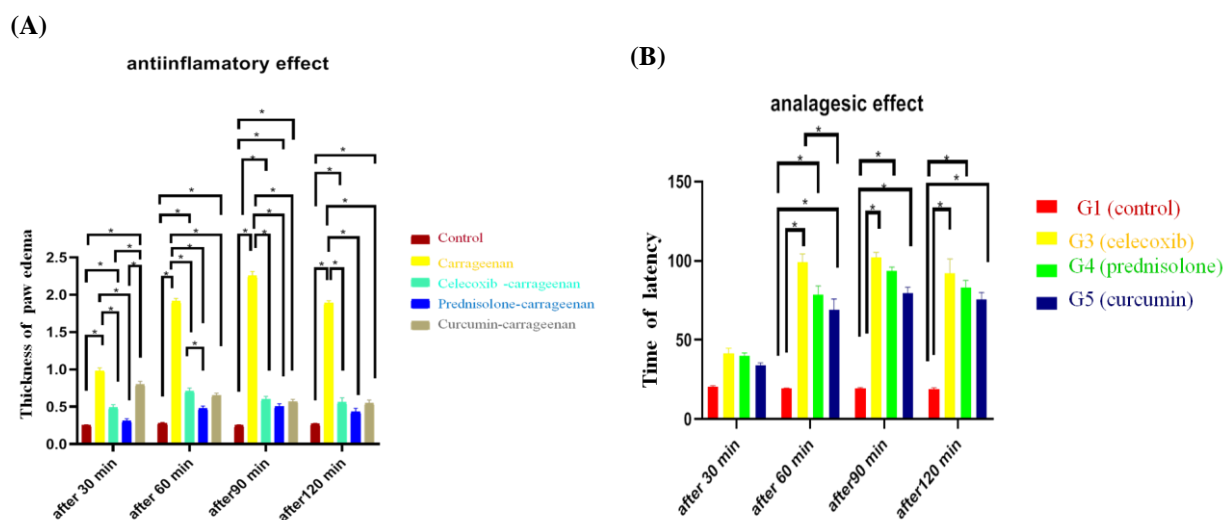 (A)
antiinflamatory effect
Thickness of paw edema
2.5
2.0
1.5
1.0
0.5
0.0
* * * * * * * *
* * * * * * *
* * * * * * * *
* * * * * * *
after 30 min
after 60 min
after90 min
after120 min
Control
Carrageenan
Celecoxib -carrageenan
Prednisolone-carrageenan
Curcumin-carrageenan
(B)
analagesic effect
Time of latency
150
100
50
0
* * * *
* * *
* * *
after 30 min
after 60 min
after90 min
after120 min
G1 (control)
G3 (celecoxib)
G4 (prednisolone)
G5 (curcumin)